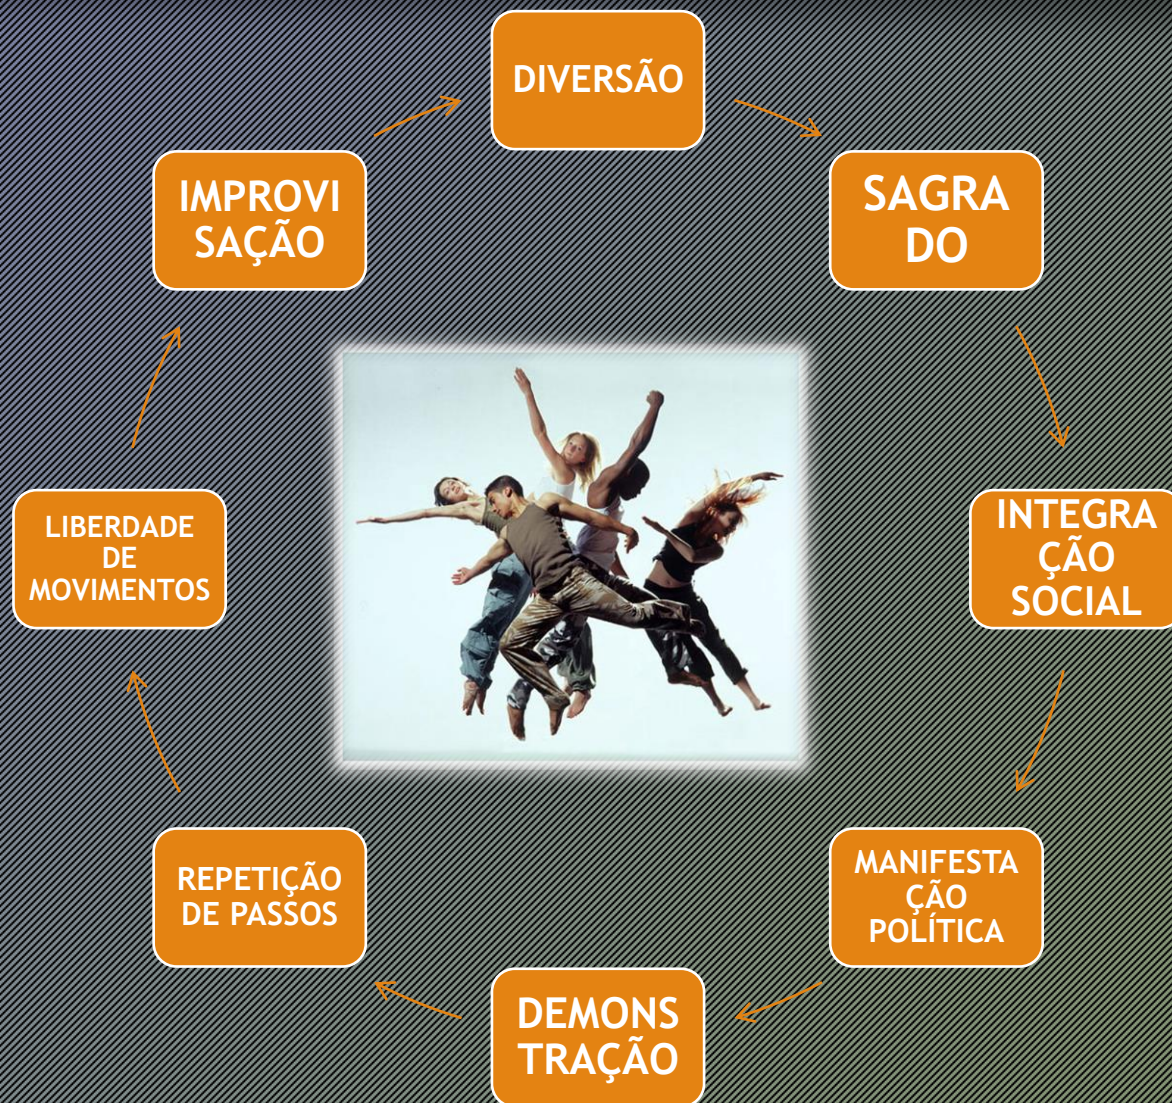 DIVERSÃO
SAGRA
DO
INTEGRA
ÇÃO
SOCIAL
MANIFESTA
ÇÃO
POLÍTICA
DEMONS
TRAÇÃO
REPETIÇÃO
DE PASSOS
LIBERDADE
DE
MOVIMENTOS
IMPROVI
SAÇÃO